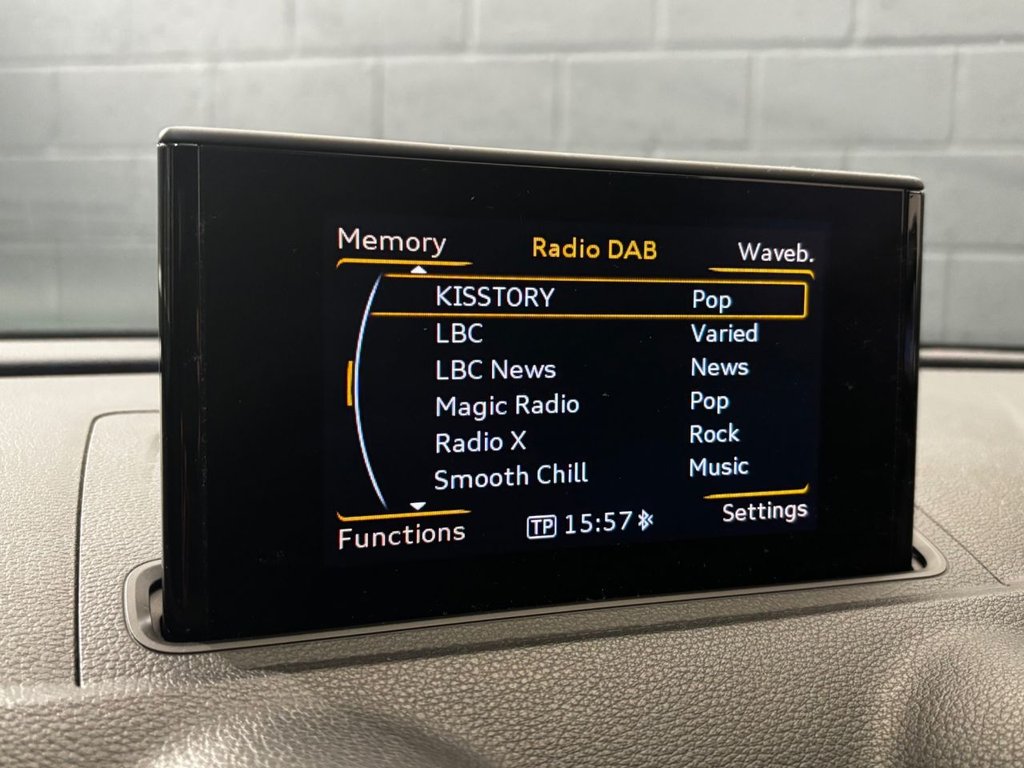 Memory Radio DAB Waveb.
KISSTORY Pop
LBC Varied
LBC News News
Magic Radio Pop
Radio X Rock
Smooth Chill Music
Functions TP 15:57 Settings